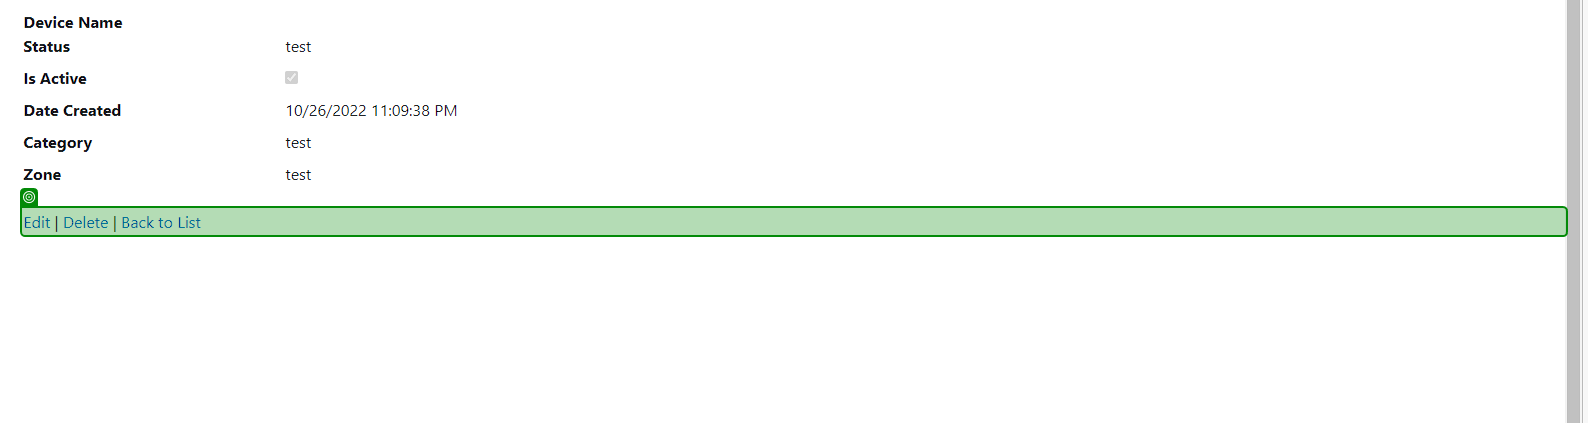 Device Name
Status test
Is Active
Date Created 10/26/2022 11:09:38 PM
Category test
Zone test
Edit | Delete | Back to List